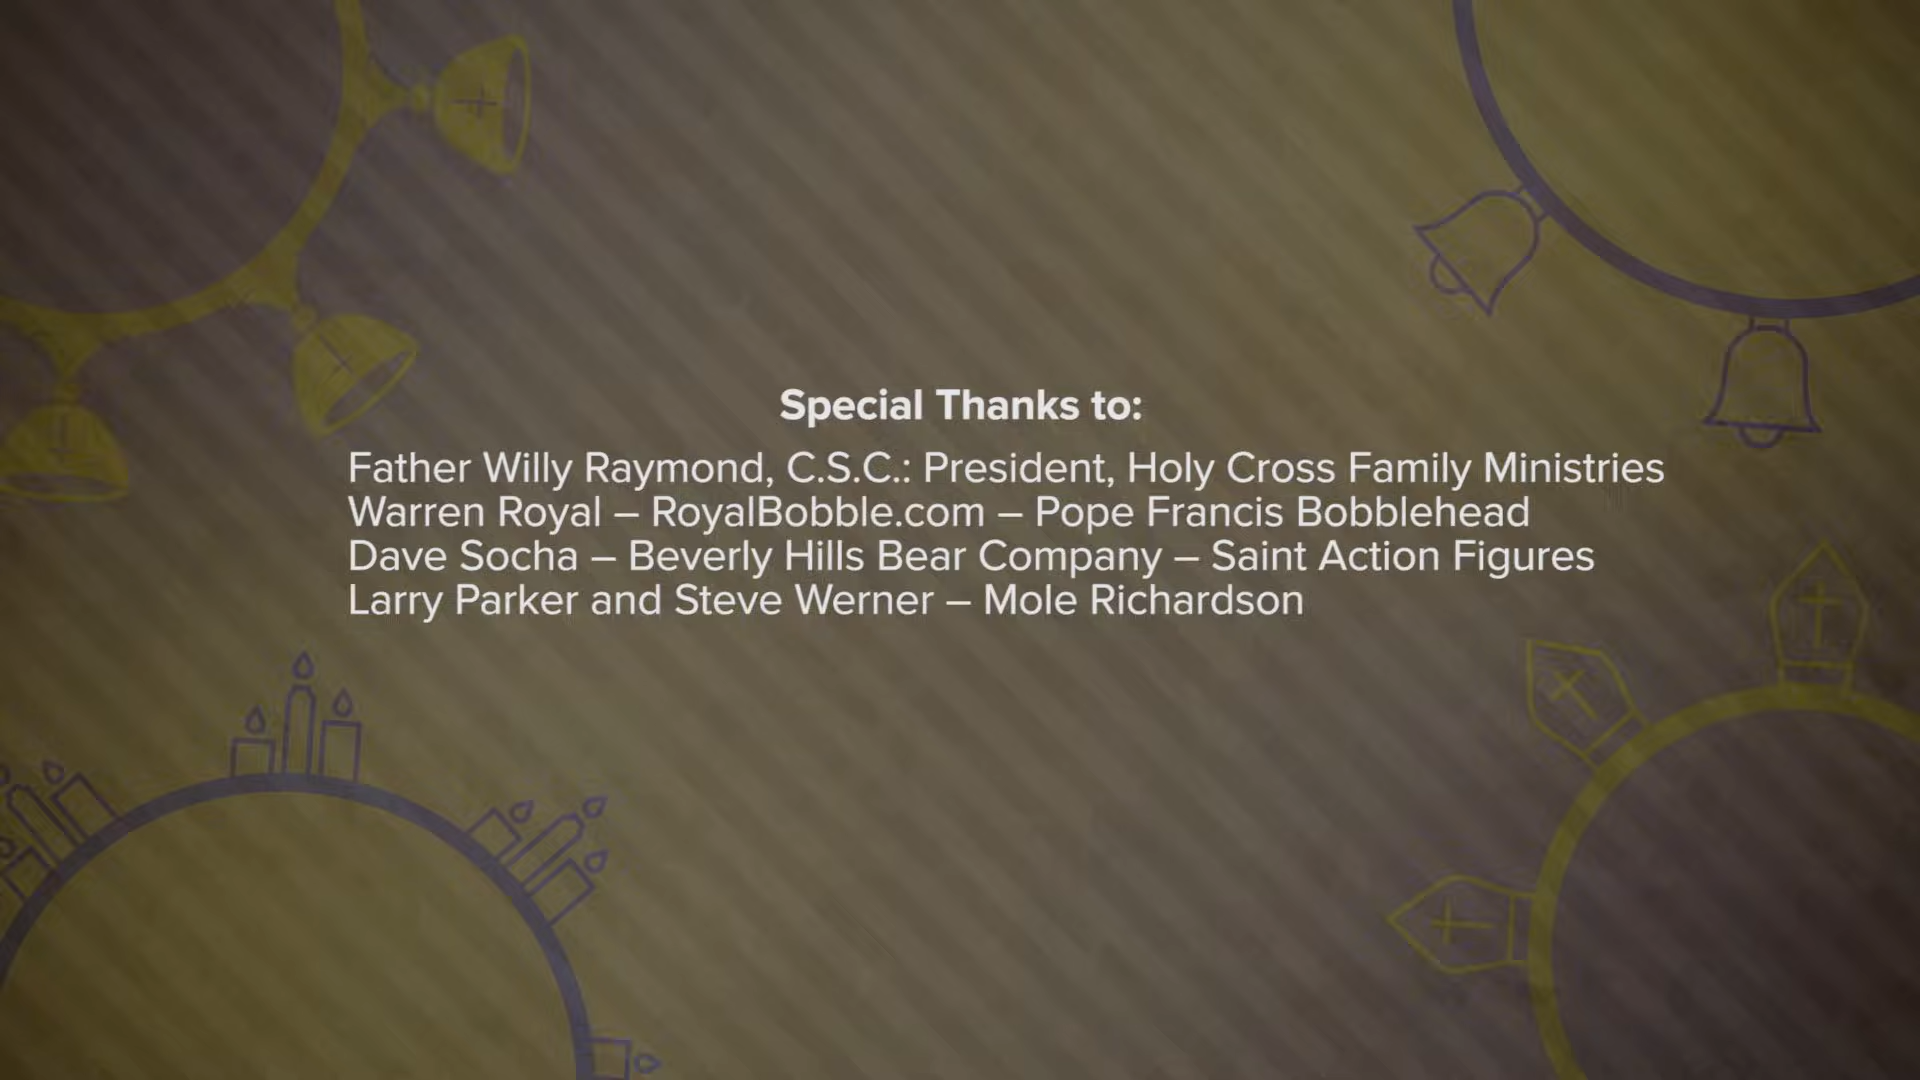 Special Thanks to:
Father Willy Raymond, C.S.C.: President, Holy Cross Family Ministries
Warren Royal – RoyalBobble.com – Pope Francis Bobblehead
Dave Socha – Beverly Hills Bear Company – Saint Action Figures
Larry Parker and Steve Werner – Mole Richardson